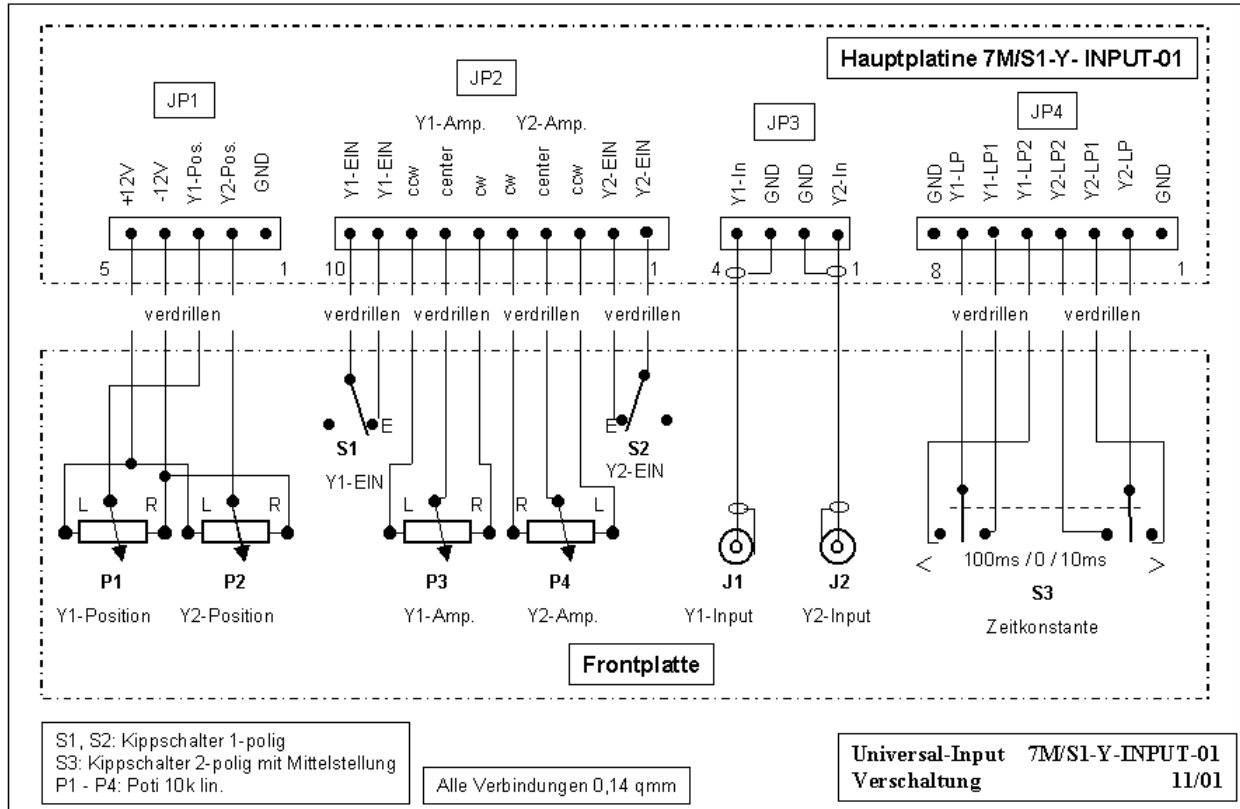 Hauptplatine 7M/S1-Y- INPUT-01
JP1
JP2
JP3
JP4
Y1-Amp.
Y2-Amp.
+12V
-12V
Y1-Pos.
Y2-Pos.
GND
Y1-EIN
Y1-EIN
ccw
center
cw
cw
center
ccw
Y2-EIN
Y2-EIN
Y1-In
GND
GND
Y2-In
GND
Y1-LP
Y1-LP1
Y1-LP2
Y2-LP2
Y2-LP1
Y2-LP
GND
5
1
10
1
4
1
8
1
verdrillen
verdrillen
verdrillen
verdrillen
verdrillen
verdrillen
E
S1
Y1-EIN
E
S2
Y2-EIN
L
R
L
R
L
R
R
L
P1
P2
P3
P4
J1
J2
<
100ms / 0 / 10ms
>
S3
Y1-Position
Y2-Position
Y1-Amp.
Y2-Amp.
Y1-Input
Y2-Input
Zeitkonstante
Frontplatte
S1, S2: Kippschalter 1-polig
S3: Kippschalter 2-polig mit Mittelstellung
P1 - P4: Poti 10k lin.
Alle Verbindungen 0,14 qmm
Universal-Input 7M/S1-Y-INPUT-01
Verschaltung 11/01